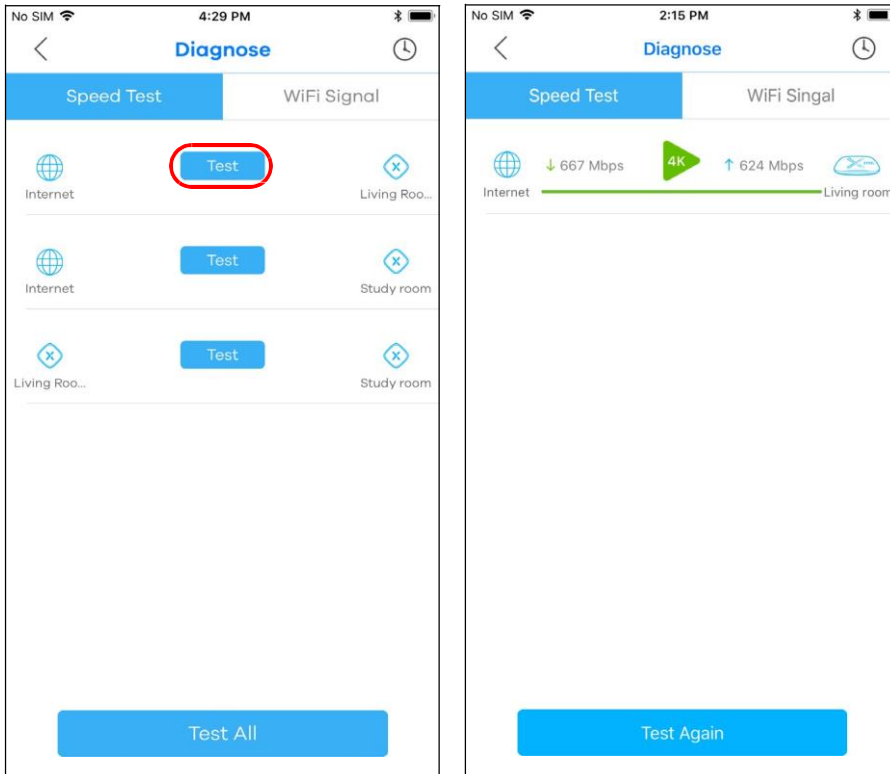 No SIM 4:29 PM
Diagnose
Speed Test WiFi Signal
Test
Internet Living Roo...
Test
Internet Study room
Test
Living Roo... Study room
Test All
No SIM 2:15 PM
Diagnose
Speed Test WiFi Singal
↓ 667 Mbps 4K ↑ 624 Mbps
Internet Living room
Test Again